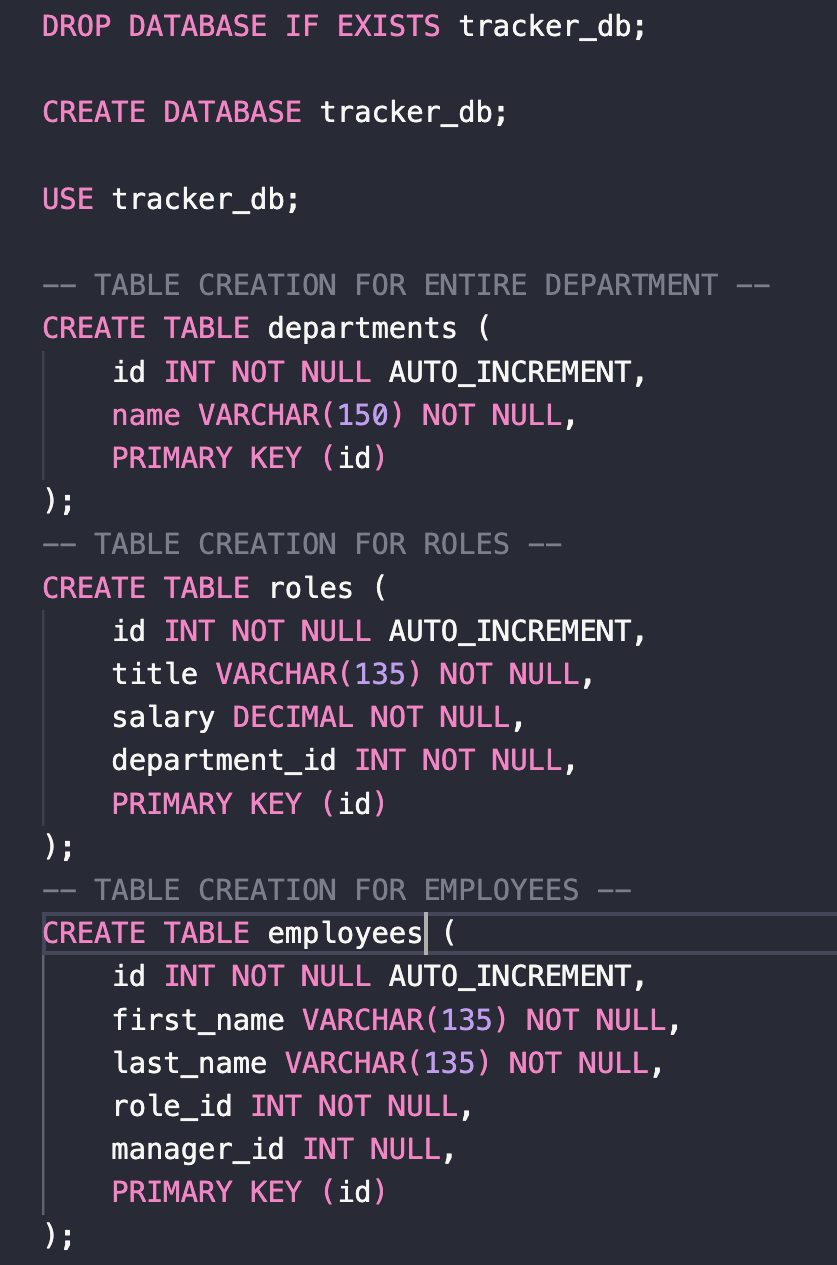 DROP DATABASE IF EXISTS tracker_db;
CREATE DATABASE tracker_db;
USE tracker_db;
-- TABLE CREATION FOR ENTIRE DEPARTMENT --
CREATE TABLE departments (
    id INT NOT NULL AUTO_INCREMENT,
    name VARCHAR(150) NOT NULL,
    PRIMARY KEY (id)
);
-- TABLE CREATION FOR ROLES --
CREATE TABLE roles (
    id INT NOT NULL AUTO_INCREMENT,
    title VARCHAR(135) NOT NULL,
    salary DECIMAL NOT NULL,
    department_id INT NOT NULL,
    PRIMARY KEY (id)
);
-- TABLE CREATION FOR EMPLOYEES --
CREATE TABLE employees (
    id INT NOT NULL AUTO_INCREMENT,
    first_name VARCHAR(135) NOT NULL,
    last_name VARCHAR(135) NOT NULL,
    role_id INT NOT NULL,
    manager_id INT NULL,
    PRIMARY KEY (id)
);